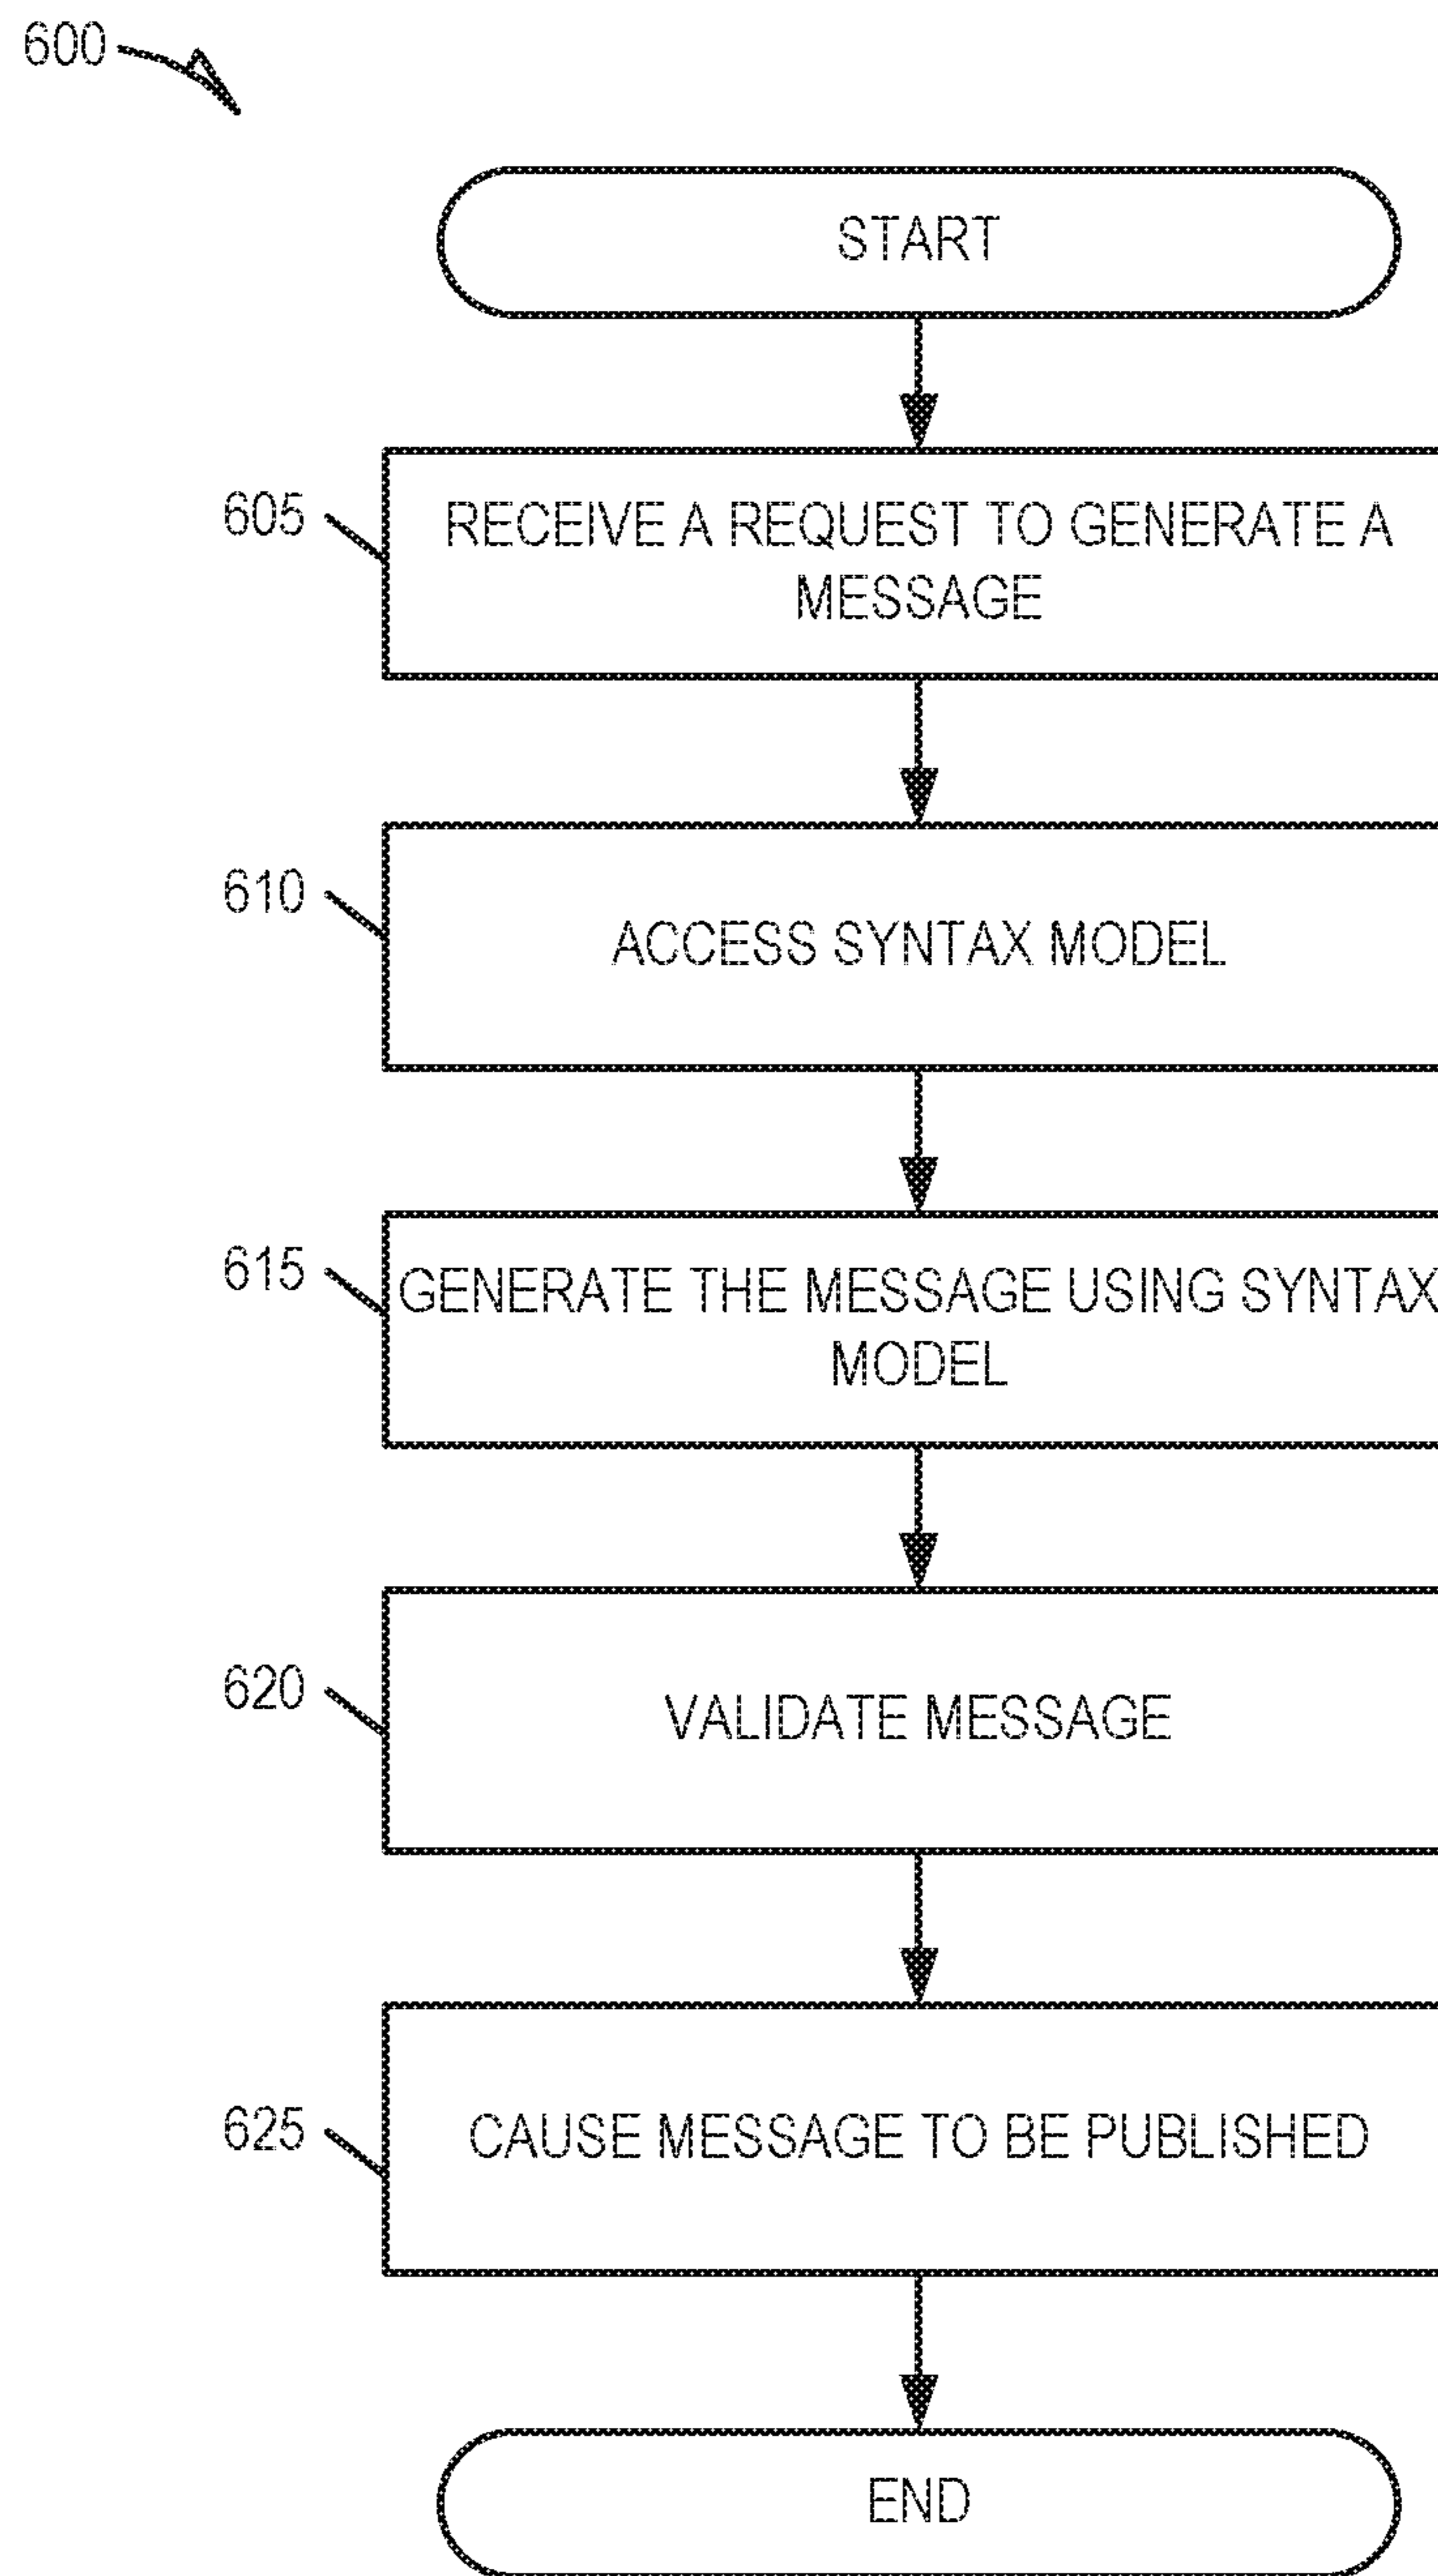 600
START
605
RECEIVE A REQUEST TO GENERATE A
MESSAGE
610
ACCESS SYNTAX MODEL
615
GENERATE THE MESSAGE USING SYNTAX
MODEL
620
VALIDATE MESSAGE
625
CAUSE MESSAGE TO BE PUBLISHED
END